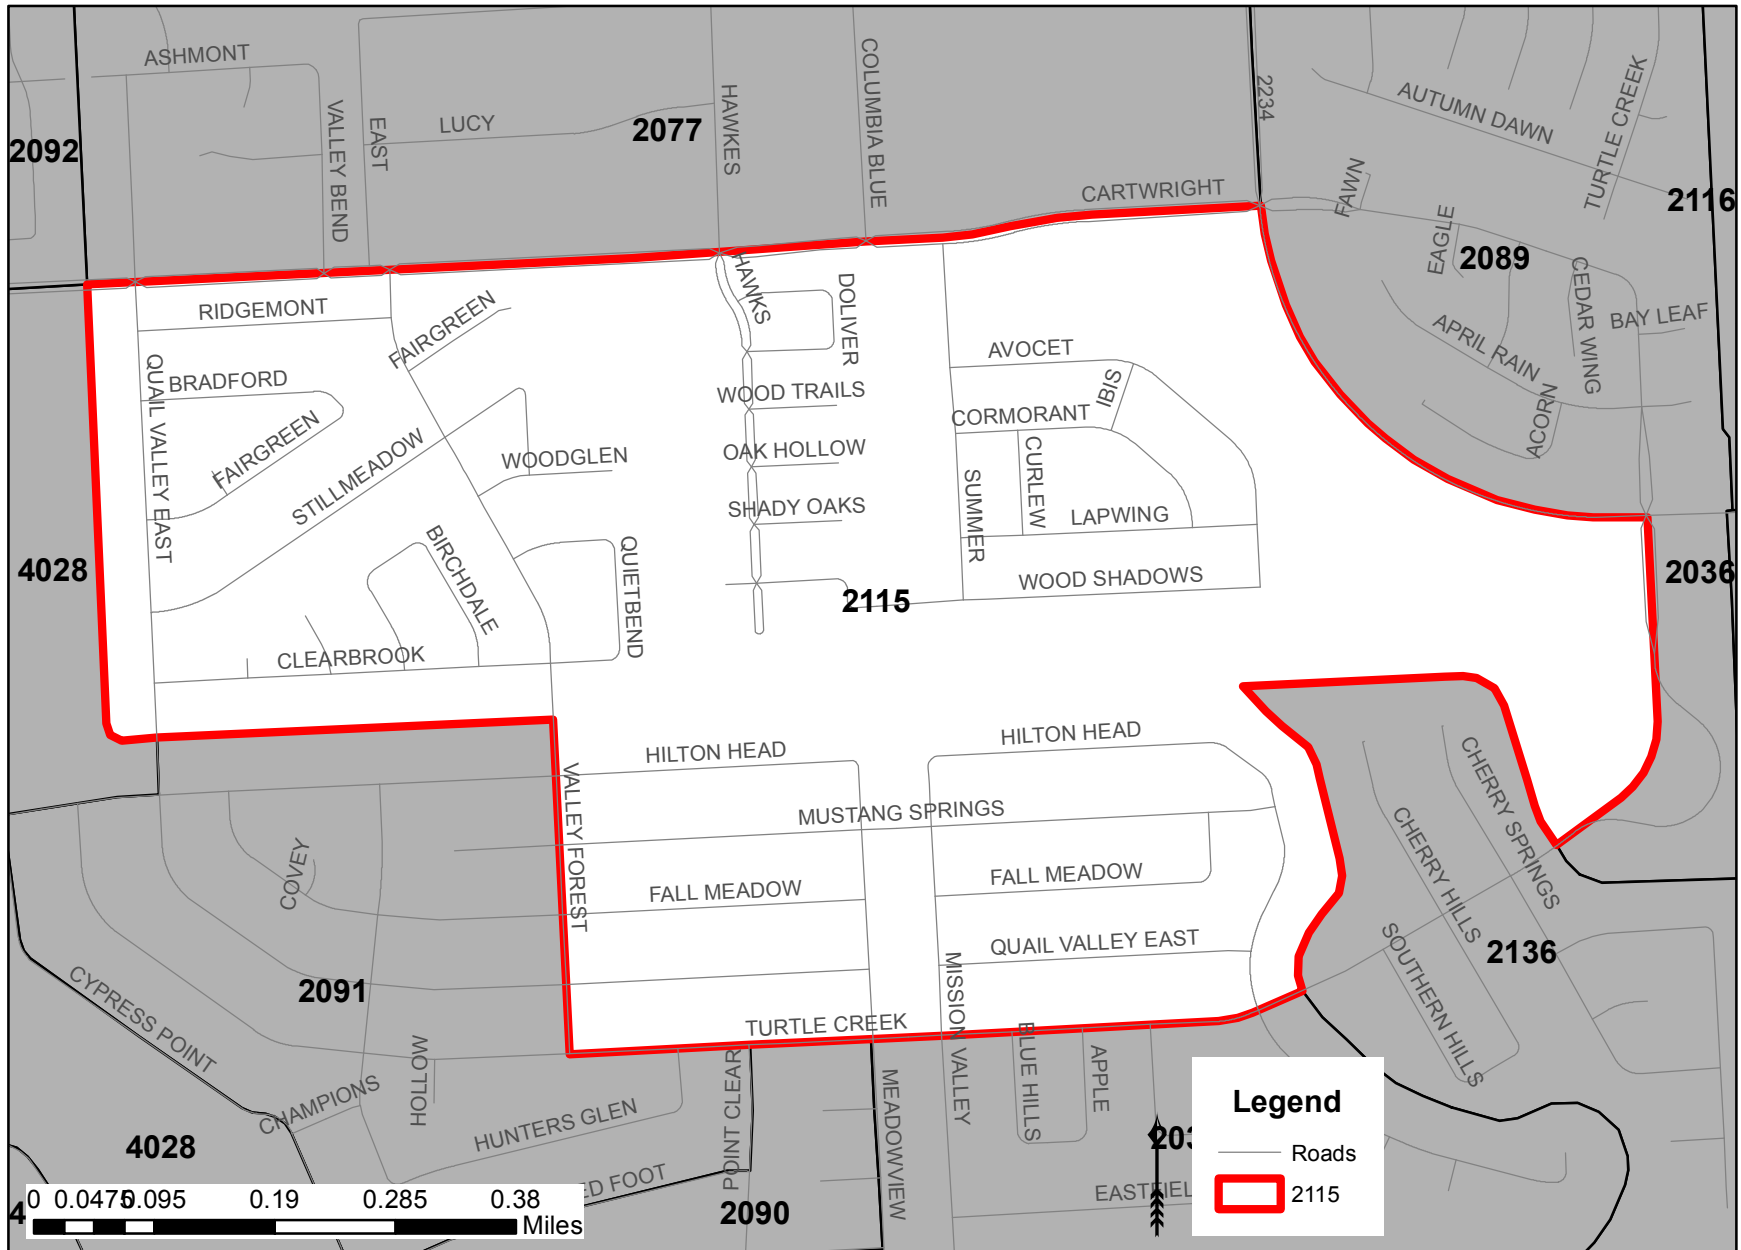 ASHMONT
VALLEY BEND
EAST
LUCY
2077
HAWKES
COLUMBIA BLUE
2234
AUTUMN DAWN
TURTLE CREEK
2092
CARTWRIGHT
FAWN
2116
EAGLE
2089
CEDAR WING
BAY LEAF
APRIL RAIN
ACORN
RIDGEMONT
FAIRGREEN
HAWKS
DOLIVER
QUAIL VALLEY EAST
BRADFORD
FAIRGREEN
STILLMEADOW
WOODGLEN
WOOD TRAILS
OAK HOLLOW
SHADY OAKS
AVOCET
IBIS
CORMORANT
CURLEW
SUMMER
LAPWING
WOOD SHADOWS
4028
BIRCHDALE
QUIETBEND
2115
2036
CLEARBROOK
HILTON HEAD
HILTON HEAD
VALLEY FOREST
MUSTANG SPRINGS
CHERRY SPRINGS
CHERRY HILLS
COVEY
FALL MEADOW
FALL MEADOW
QUAIL VALLEY EAST
SOUTHERN HILLS
2136
MISSION VALLEY
2091
CYPRESS POINT
TURTLE CREEK
HOLLOW
CHAMPIONS
HUNTERS GLEN
POINT CLEAR
MEADOWVIEW
BLUE HILLS
APPLE
203
4028
ED FOOT
2090
EASTFIEL
4
0 0.0475 0.095 0.19 0.285 0.38
Miles
Legend
Roads
2115